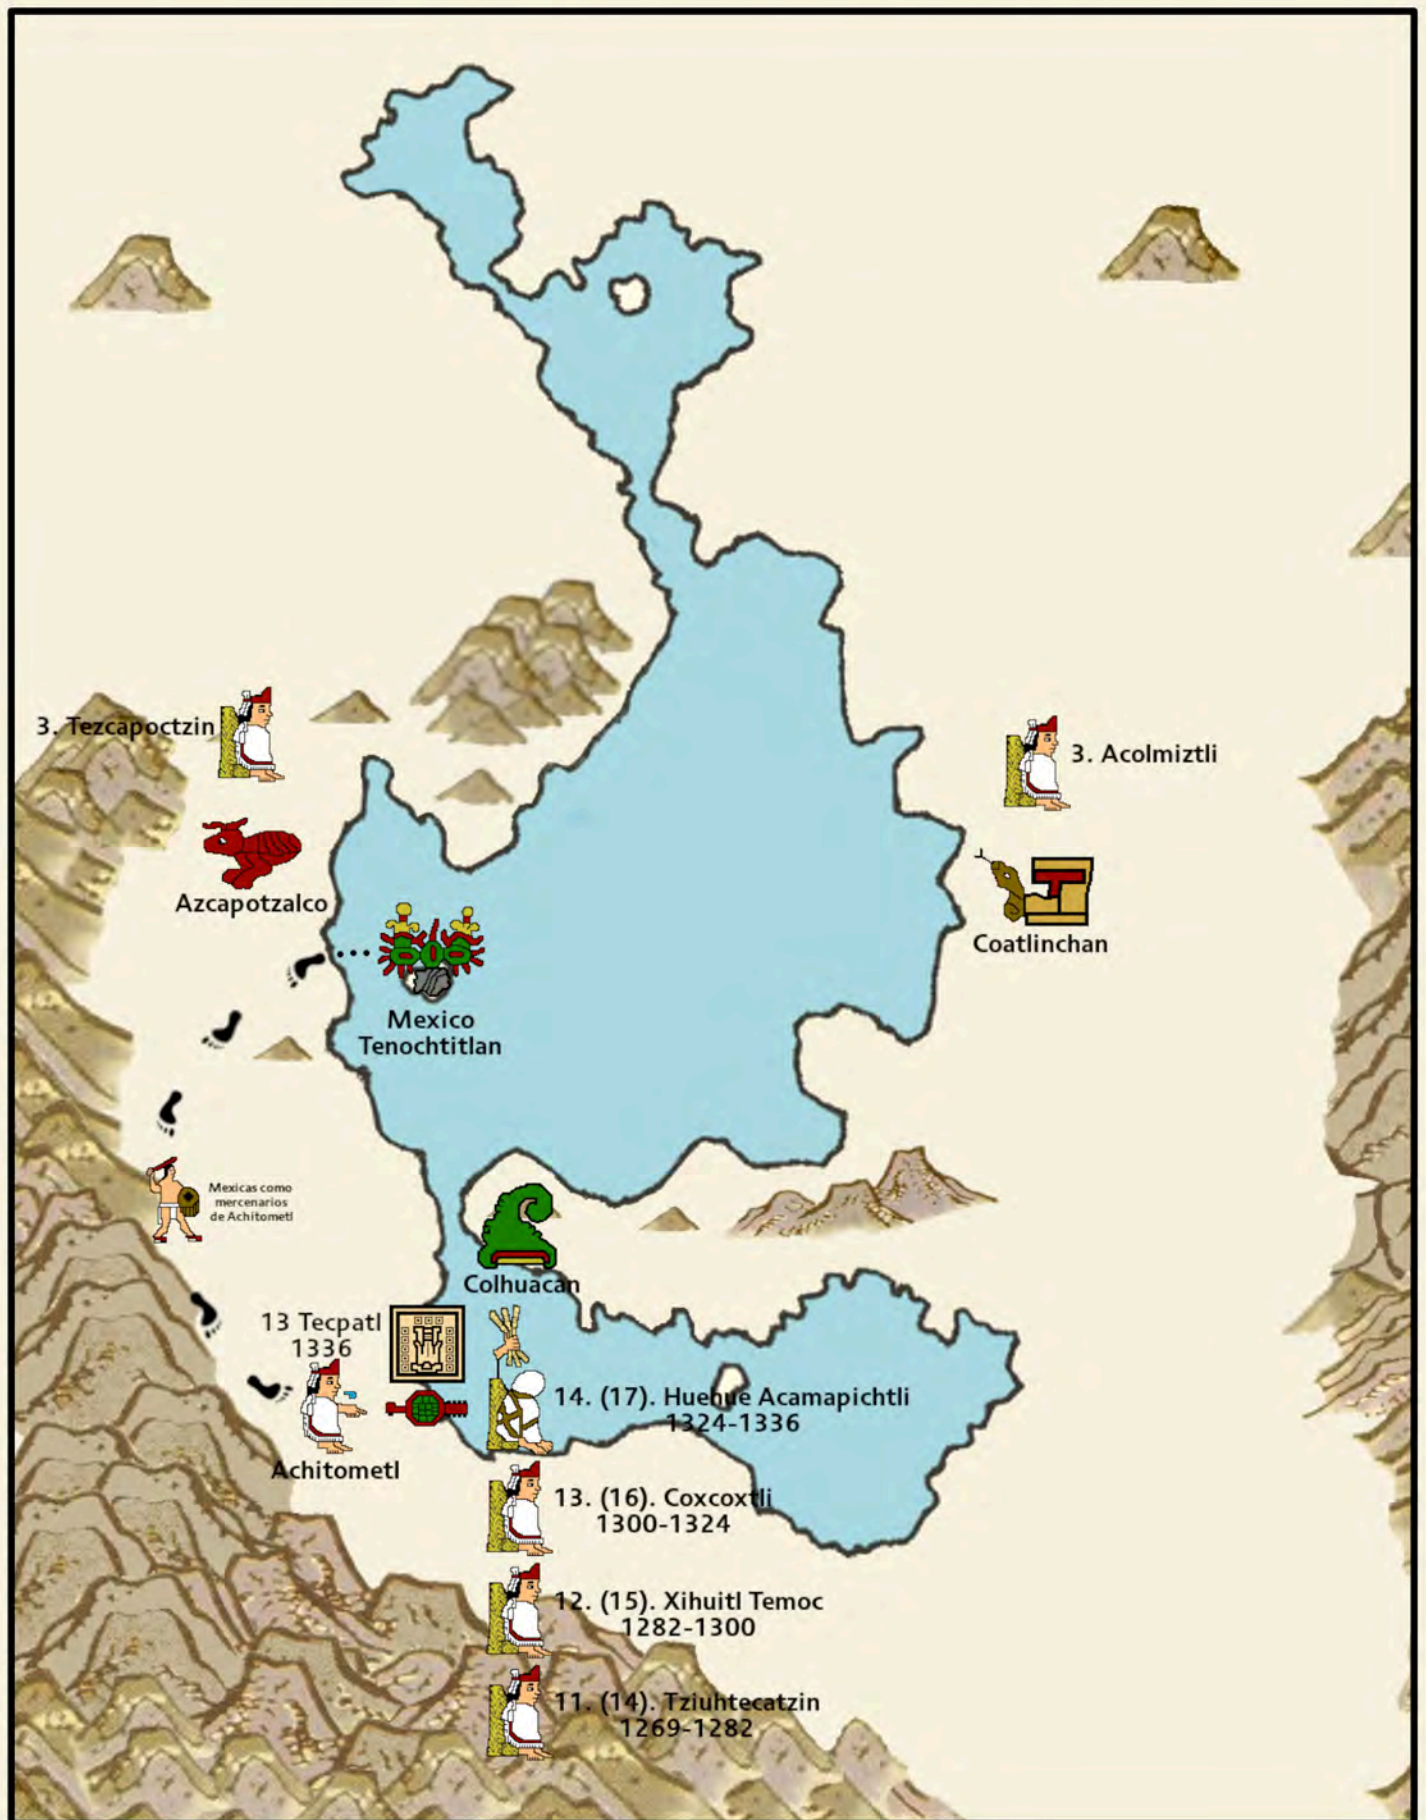 3. Tezcapoctzin
3. Acolmiztli
Azcapotzalco
Coatlinchan
Mexico
Tenochtitlan
Mexicas como
mercenarios
de Achitometl
Colhuacan
13 Tecpatl
1336
Achitometl
14. (17). Huehue Acamapichtli
1324-1336
13. (16). Coxcoxtli
1300-1324
12. (15). Xihuitl Temoc
1282-1300
11. (14). Tziuhtecatzin
1269-1282